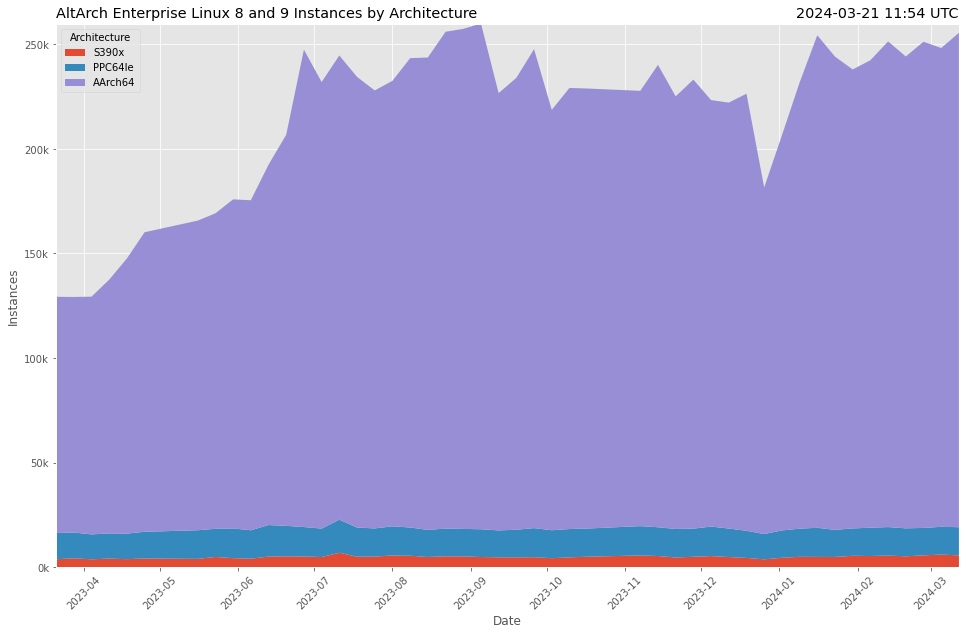 AltArch Enterprise Linux 8 and 9 Instances by Architecture
2024-03-21 11:54 UTC
Architecture
S390x
PPC64le
AArch64
250k
200k
150k
100k
50k
0k
Instances
2023-04
2023-05
2023-06
2023-07
2023-08
2023-09
2023-10
2023-11
2023-12
2024-01
2024-02
2024-03
Date